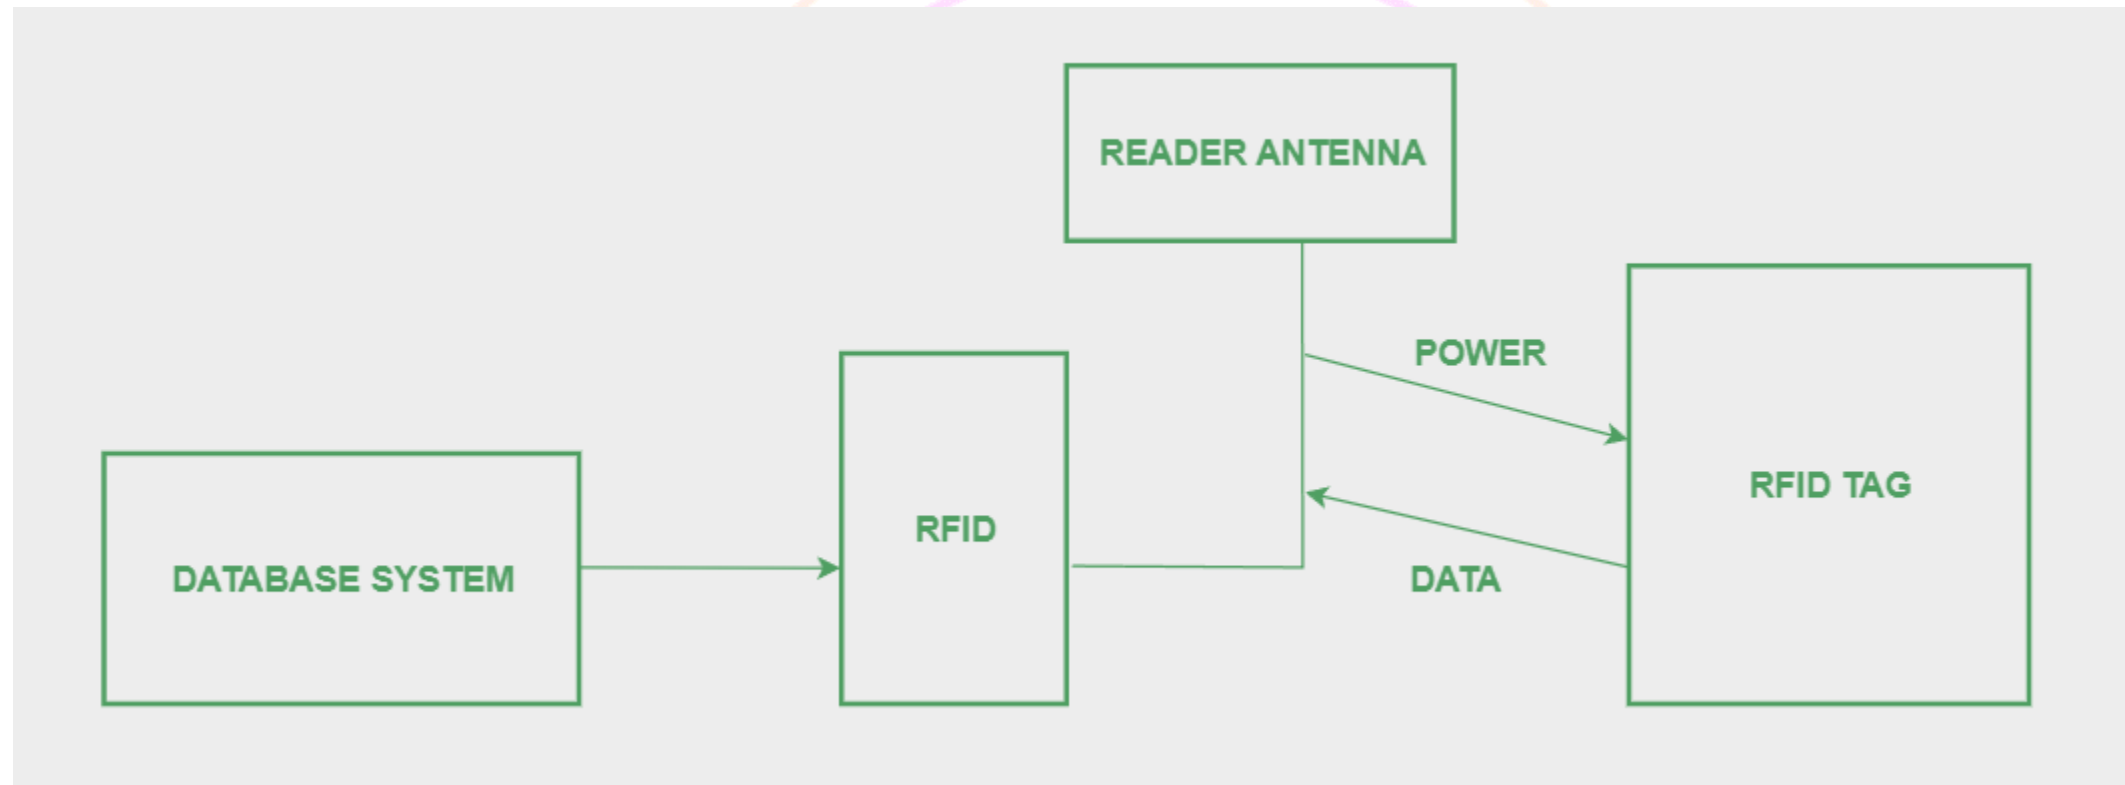 READER ANTENNA
POWER
RFID TAG
RFID
DATABASE SYSTEM
DATA